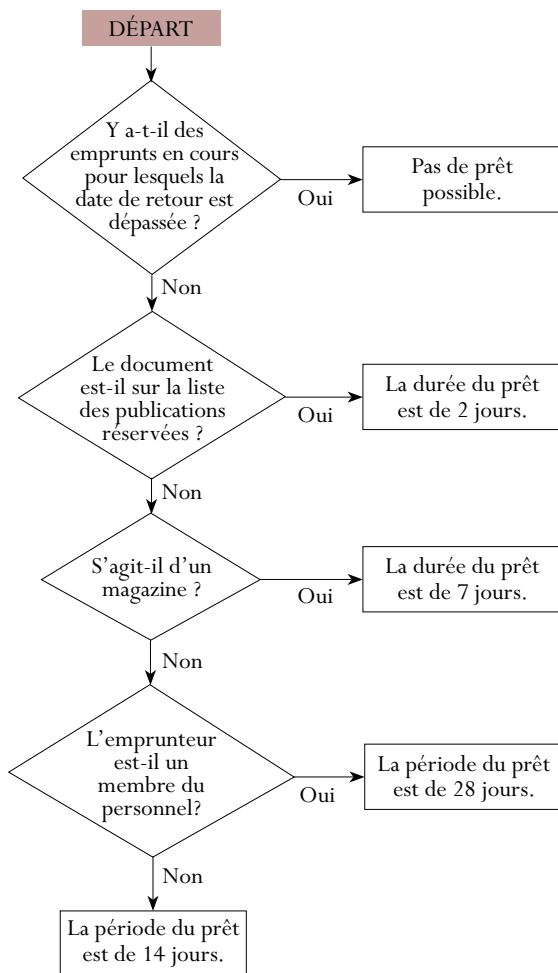 DÉPART
Y a-t-il des
emprunts en cours
pour lesquels la
date de retour est
dépassée ?
Oui
Pas de prêt
possible.
Non
Le document
est-il sur la liste
des publications
réservées ?
Oui
La durée du prêt
est de 2 jours.
Non
S’agit-il d’un
magazine ?
Oui
La durée du prêt
est de 7 jours.
Non
L’emprunteur
est-il un
membre du
personnel?
Oui
La période du prêt
est de 28 jours.
Non
La période du prêt
est de 14 jours.